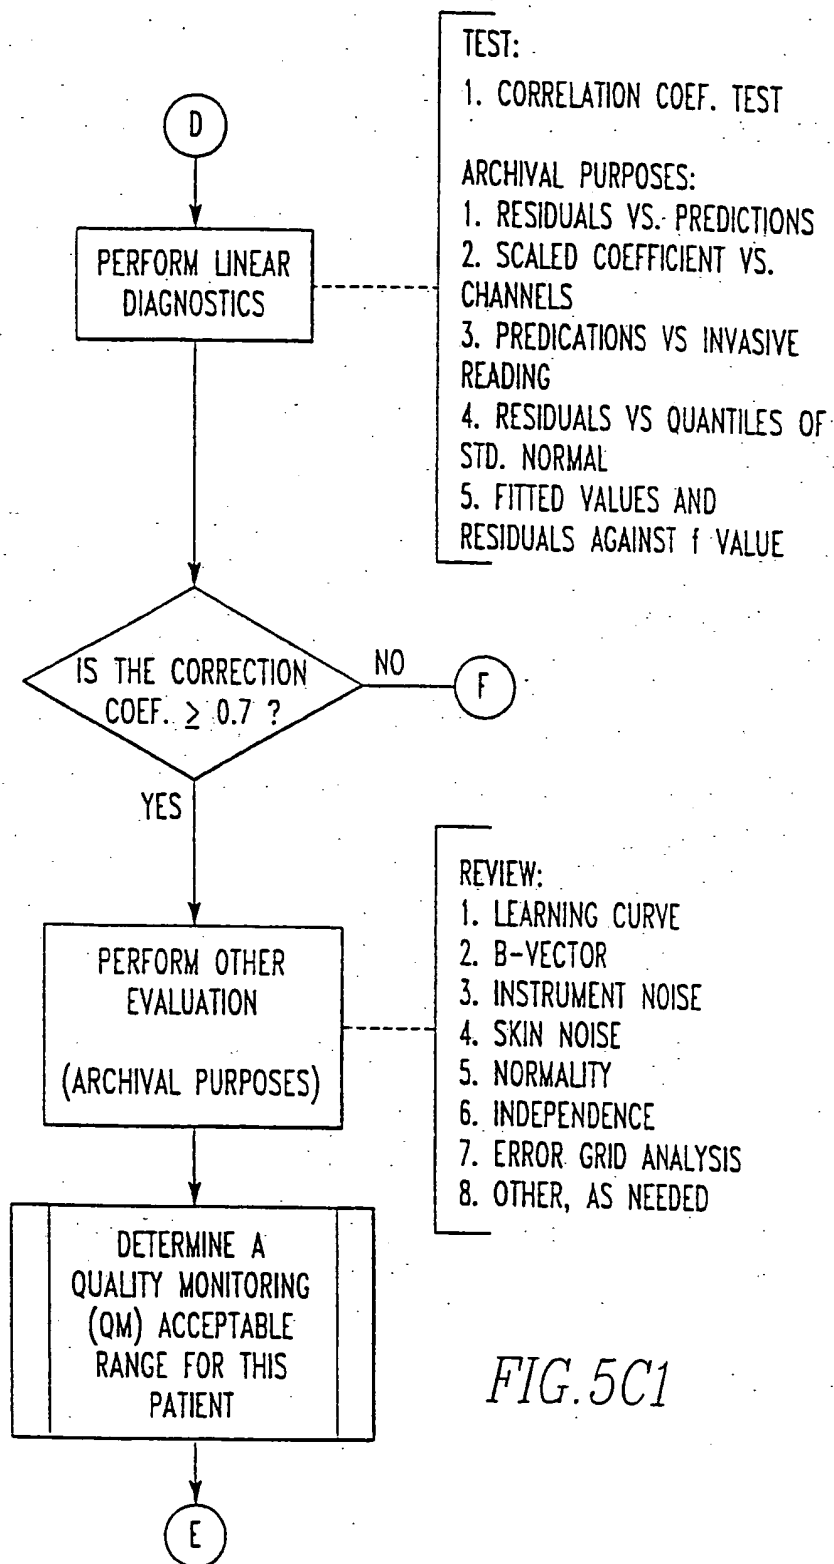 D
PERFORM LINEAR
DIAGNOSTICS
TEST:
1. CORRELATION COEF. TEST
ARCHIVAL PURPOSES:
1. RESIDUALS VS. PREDICTIONS
2. SCALED COEFFICIENT VS.
CHANNELS
3. PREDICATIONS VS INVASIVE
READING
4. RESIDUALS VS QUANTILES OF
STD. NORMAL
5. FITTED VALUES AND
RESIDUALS AGAINST f VALUE
IS THE CORRECTION
COEF. ≥ 0.7 ?
NO
F
YES
PERFORM OTHER
EVALUATION
(ARCHIVAL PURPOSES)
REVIEW:
1. LEARNING CURVE
2. B-VECTOR
3. INSTRUMENT NOISE
4. SKIN NOISE
5. NORMALITY
6. INDEPENDENCE
7. ERROR GRID ANALYSIS
8. OTHER, AS NEEDED
DETERMINE A
QUALITY MONITORING
(QM) ACCEPTABLE
RANGE FOR THIS
PATIENT
E
FIG.5C1